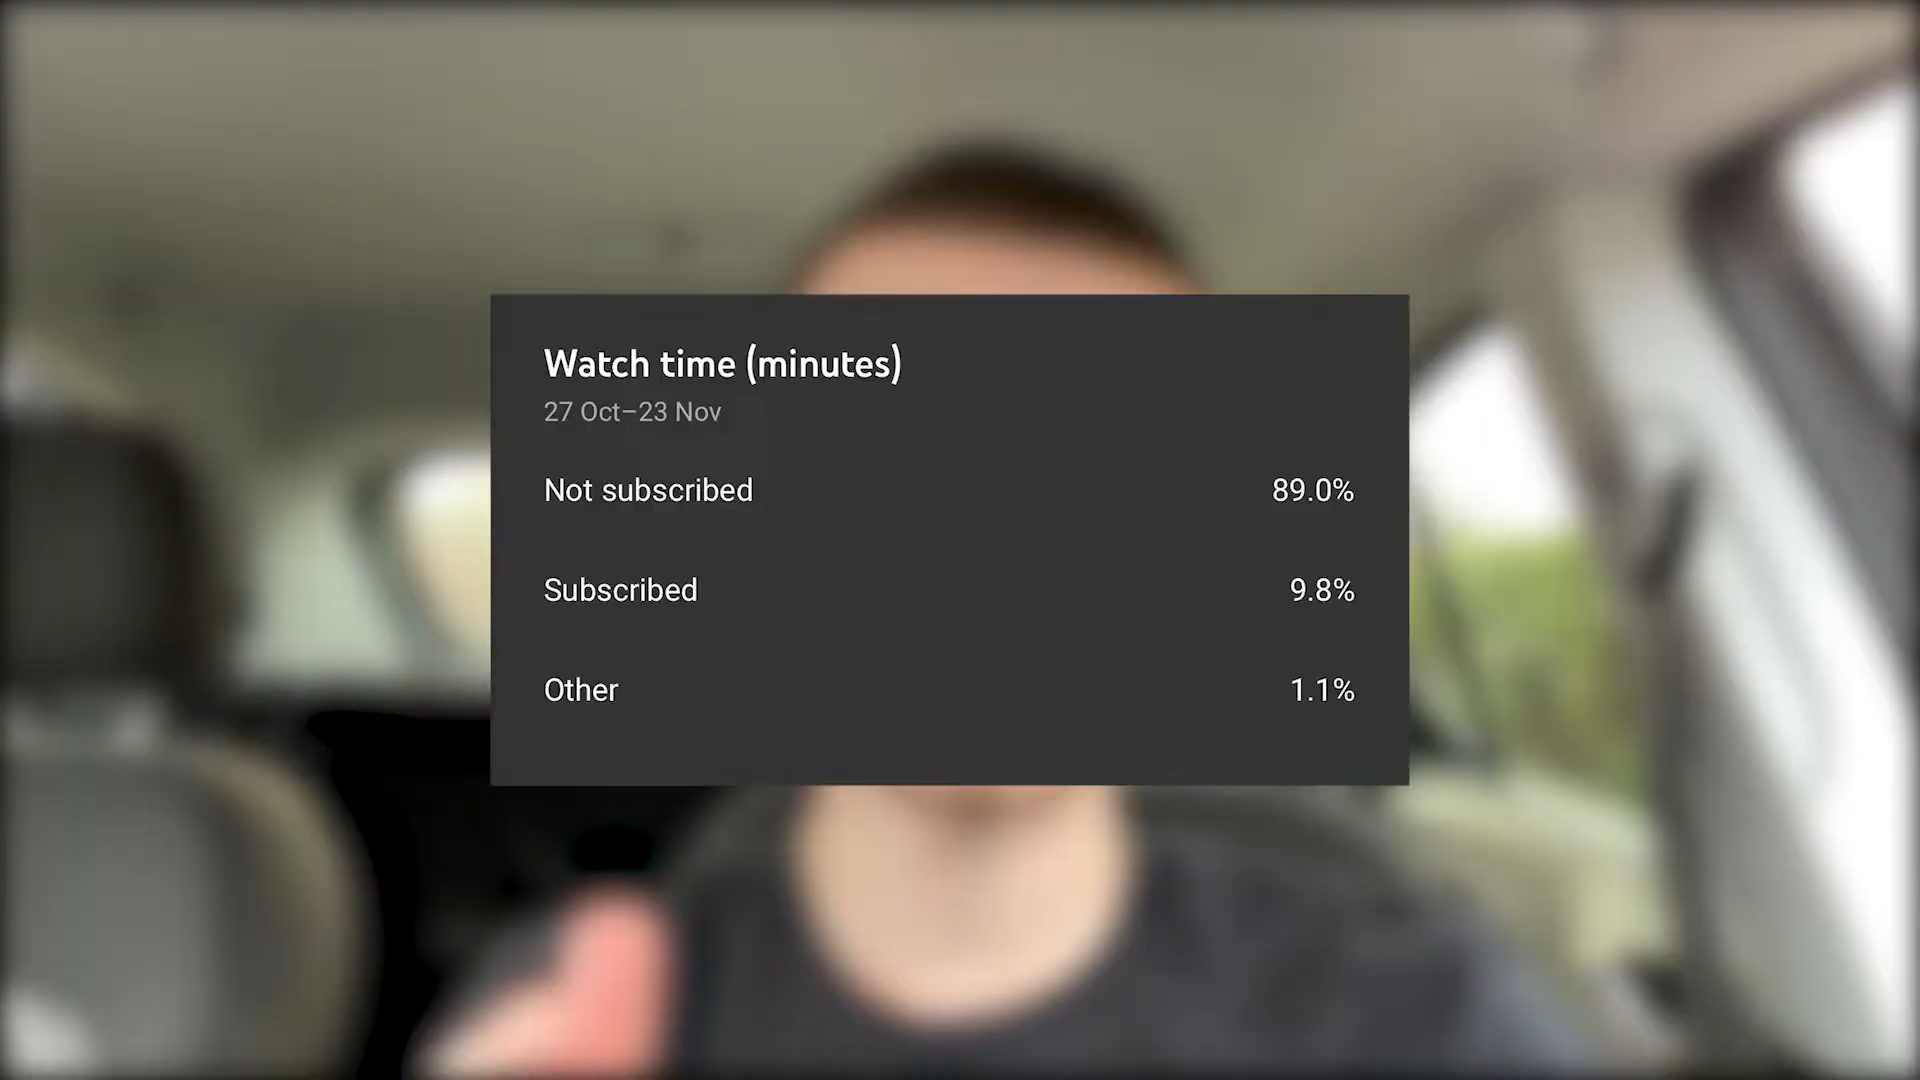 Watch time (minutes)
27 Oct–23 Nov
Not subscribed 89.0%
Subscribed 9.8%
Other 1.1%